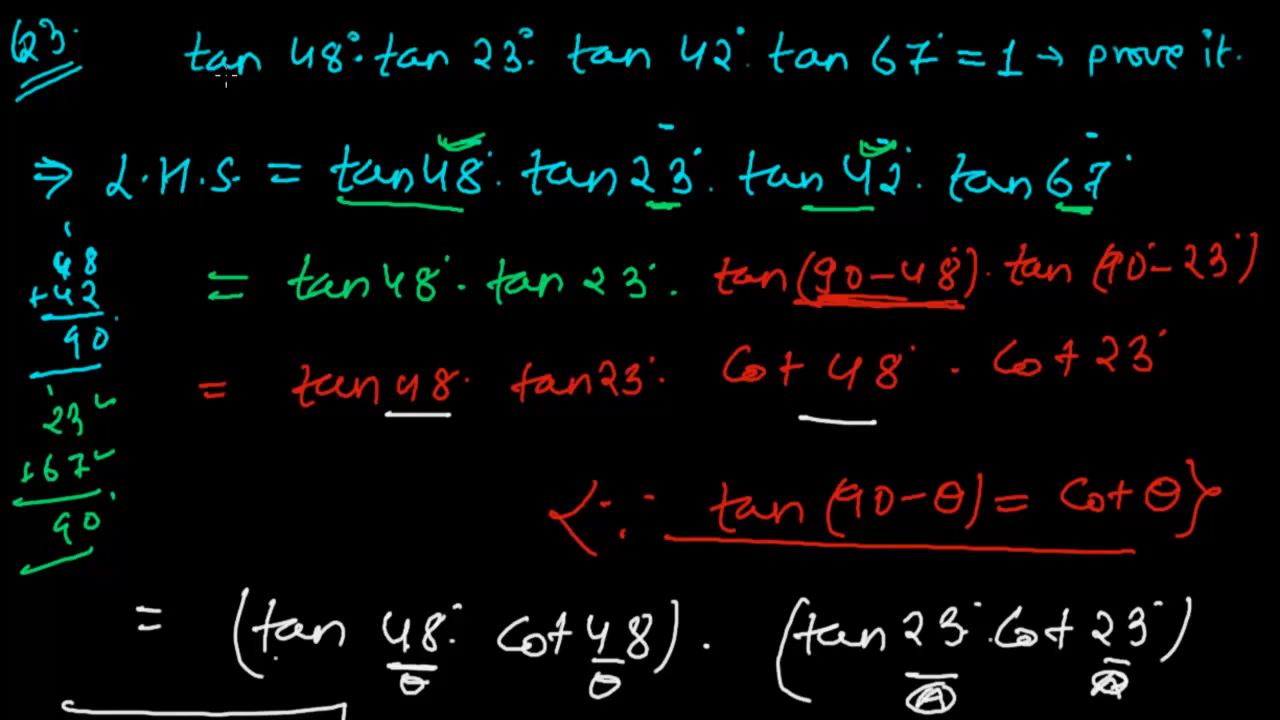 Q3. tan 48°. tan 23° tan 42°. tan 67° = 1 → prove it.
⇒ L.H.S. = tan 48°. tan 23°. tan 42°. tan 67°
= tan 48°. tan 23°. tan (90 - 48°). tan (90° - 23°)
= tan 48°. tan 23°. Cot 48° . Cot 23°
48
+42
90°
23
+67
90°
{∵ tan (90 - θ) = Cot θ}
= (tan 48°. Cot 48). (tan 23°. Cot 23°)
θ θ A A